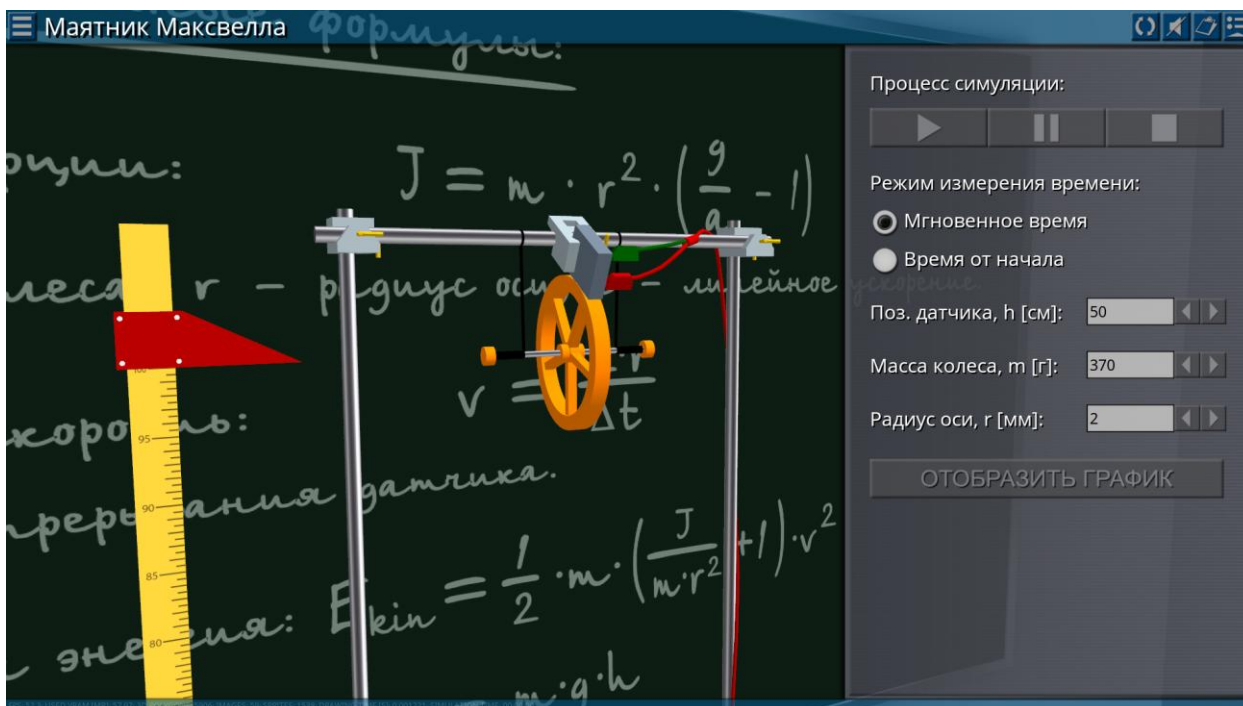 Маятник Максвелла
формулы:
J = m · r² · (g/a - 1)
r – радиус оси
– линейное ускорение.
v =
Δt
датчика.
энергия: E kin = 1/2 · m · (J/m·r² + 1) · v²
m·g·h
100
95
90
85
80
Процесс симуляции:
Режим измерения времени:
Мгновенное время
Время от начала
Поз. датчика, h [см]: 50
Масса колеса, m [г]: 370
Радиус оси, r [мм]: 2
ОТОБРАЗИТЬ ГРАФИК